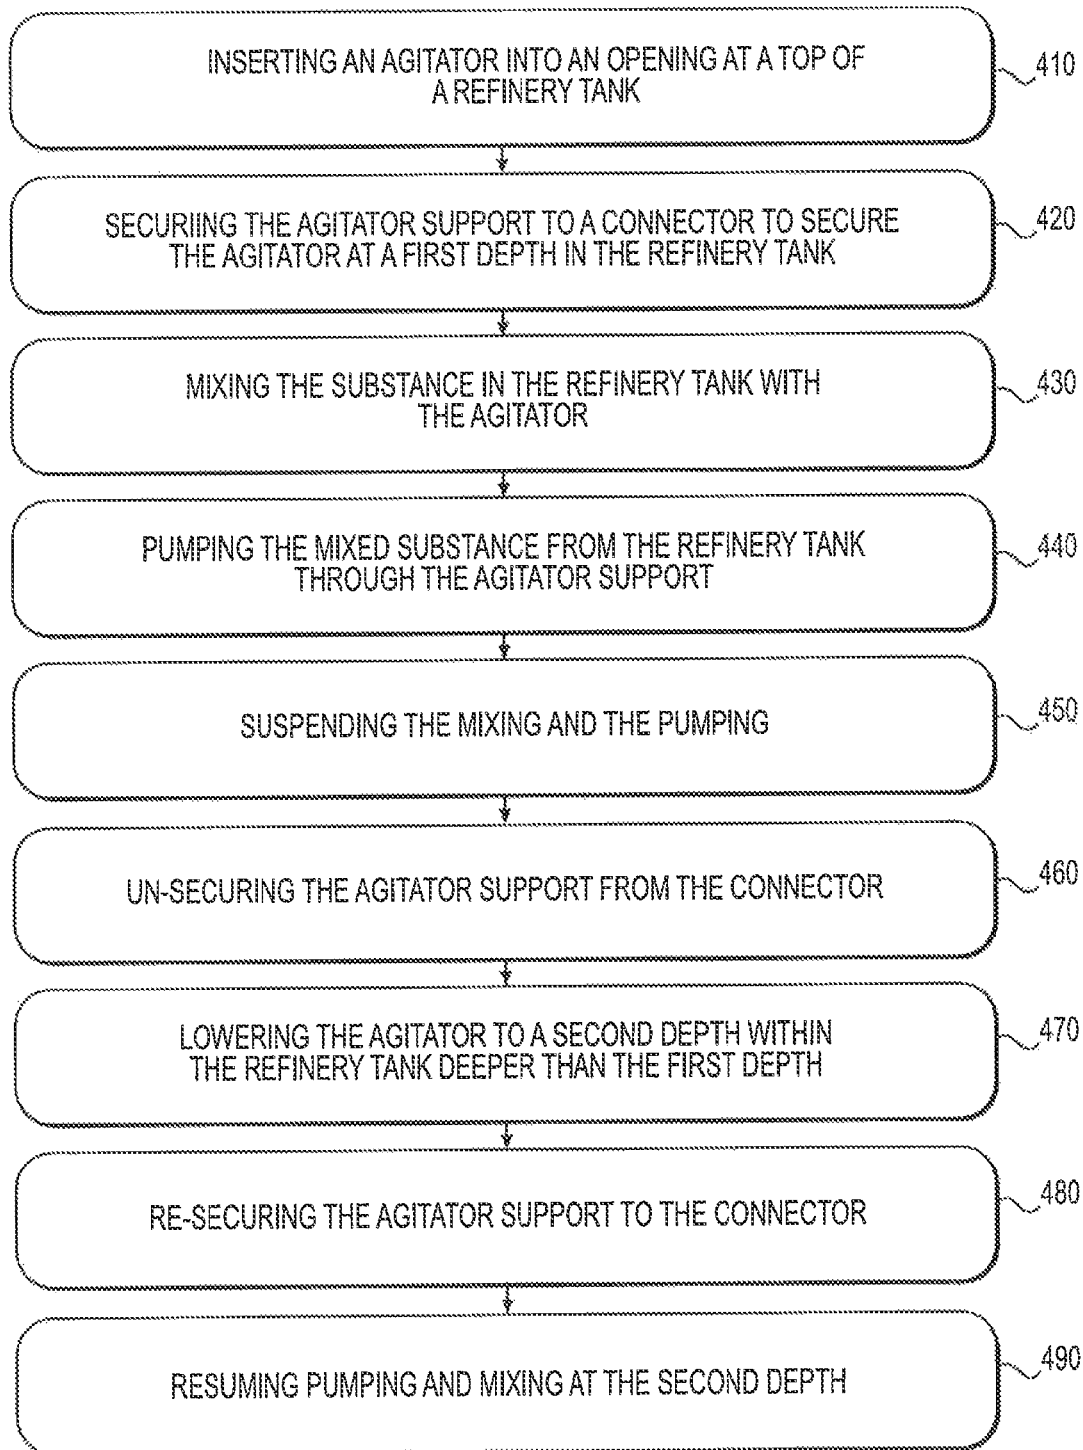 INSERTING AN AGITATOR INTO AN OPENING AT A TOP OF
A REFINERY TANK
410
SECURIING THE AGITATOR SUPPORT TO A CONNECTOR TO SECURE
THE AGITATOR AT A FIRST DEPTH IN THE REFINERY TANK
420
MIXING THE SUBSTANCE IN THE REFINERY TANK WITH
THE AGITATOR
430
PUMPING THE MIXED SUBSTANCE FROM THE REFINERY TANK
THROUGH THE AGITATOR SUPPORT
440
SUSPENDING THE MIXING AND THE PUMPING
450
UN-SECURING THE AGITATOR SUPPORT FROM THE CONNECTOR
460
LOWERING THE AGITATOR TO A SECOND DEPTH WITHIN
THE REFINERY TANK DEEPER THAN THE FIRST DEPTH
470
RE-SECURING THE AGITATOR SUPPORT TO THE CONNECTOR
480
RESUMING PUMPING AND MIXING AT THE SECOND DEPTH
490